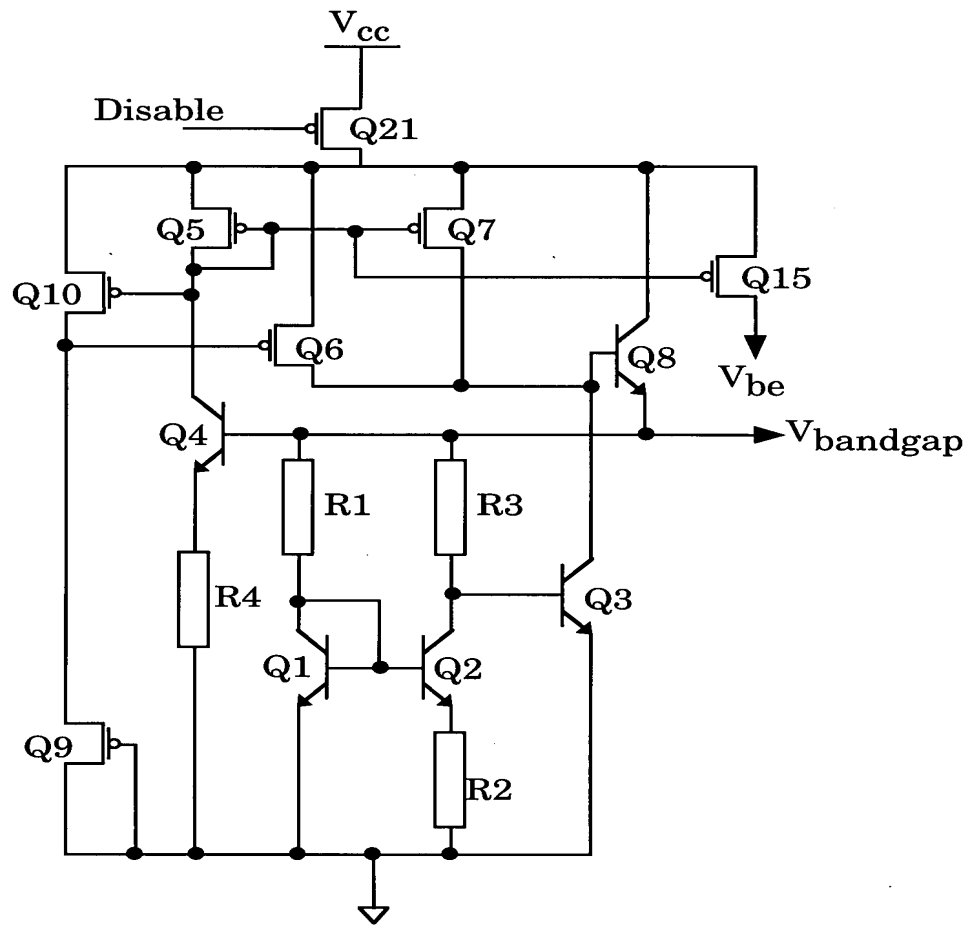 Vcc
Disable
Q21
Q5
Q7
Q10
Q15
Q6
Q8
Vbe
Q4
Vbandgap
R1
R3
R4
Q3
Q1
Q2
Q9
R2